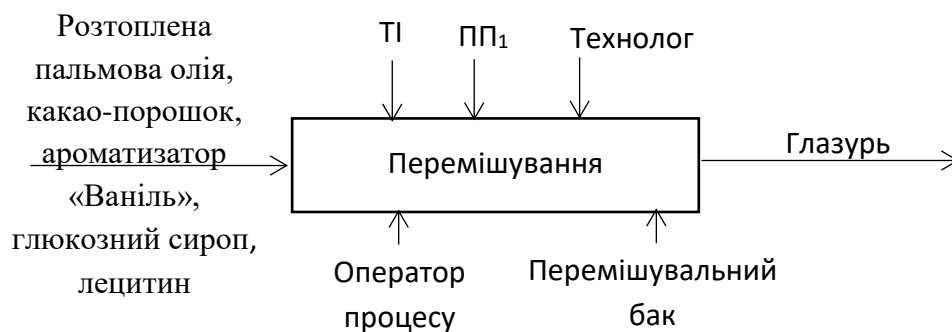 Розтоплена
пальмова олія,
какао-порошок,
ароматизатор
«Ваніль»,
глюкозний сироп,
лецитин
ТІ
ПП₁
Технолог
Перемішування
Глазурь
Оператор
процесу
Перемішувальний
бак